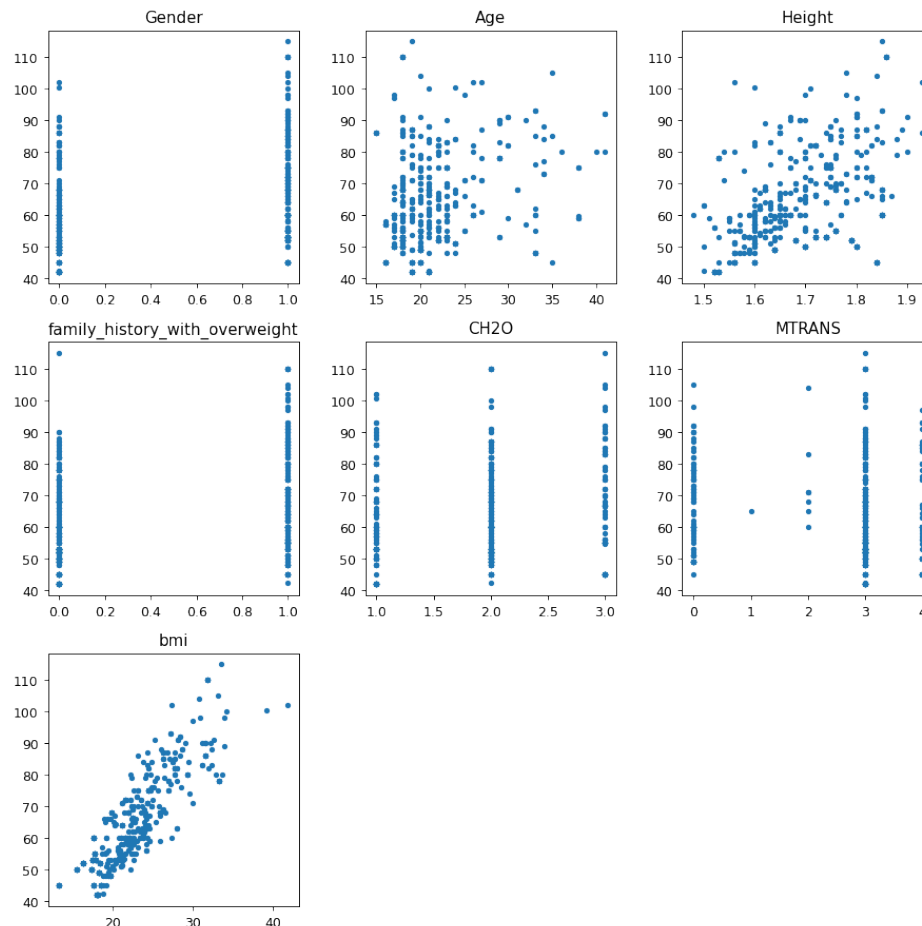 Gender Age Height
110 110 110
100 100 100
90 90 90
80 80 80
70 70 70
60 60 60
50 50 50
40 40 40
0.0 0.2 0.4 0.6 0.8 1.0 15 20 25 30 35 40 1.5 1.6 1.7 1.8 1.9
family_history_with_overweight CH2O MTRANS
110 110 110
100 100 100
90 90 90
80 80 80
70 70 70
60 60 60
50 50 50
40 40 40
0.0 0.2 0.4 0.6 0.8 1.0 1.0 1.5 2.0 2.5 3.0 0 1 2 3 4
bmi
110
100
90
80
70
60
50
40
20 30 40